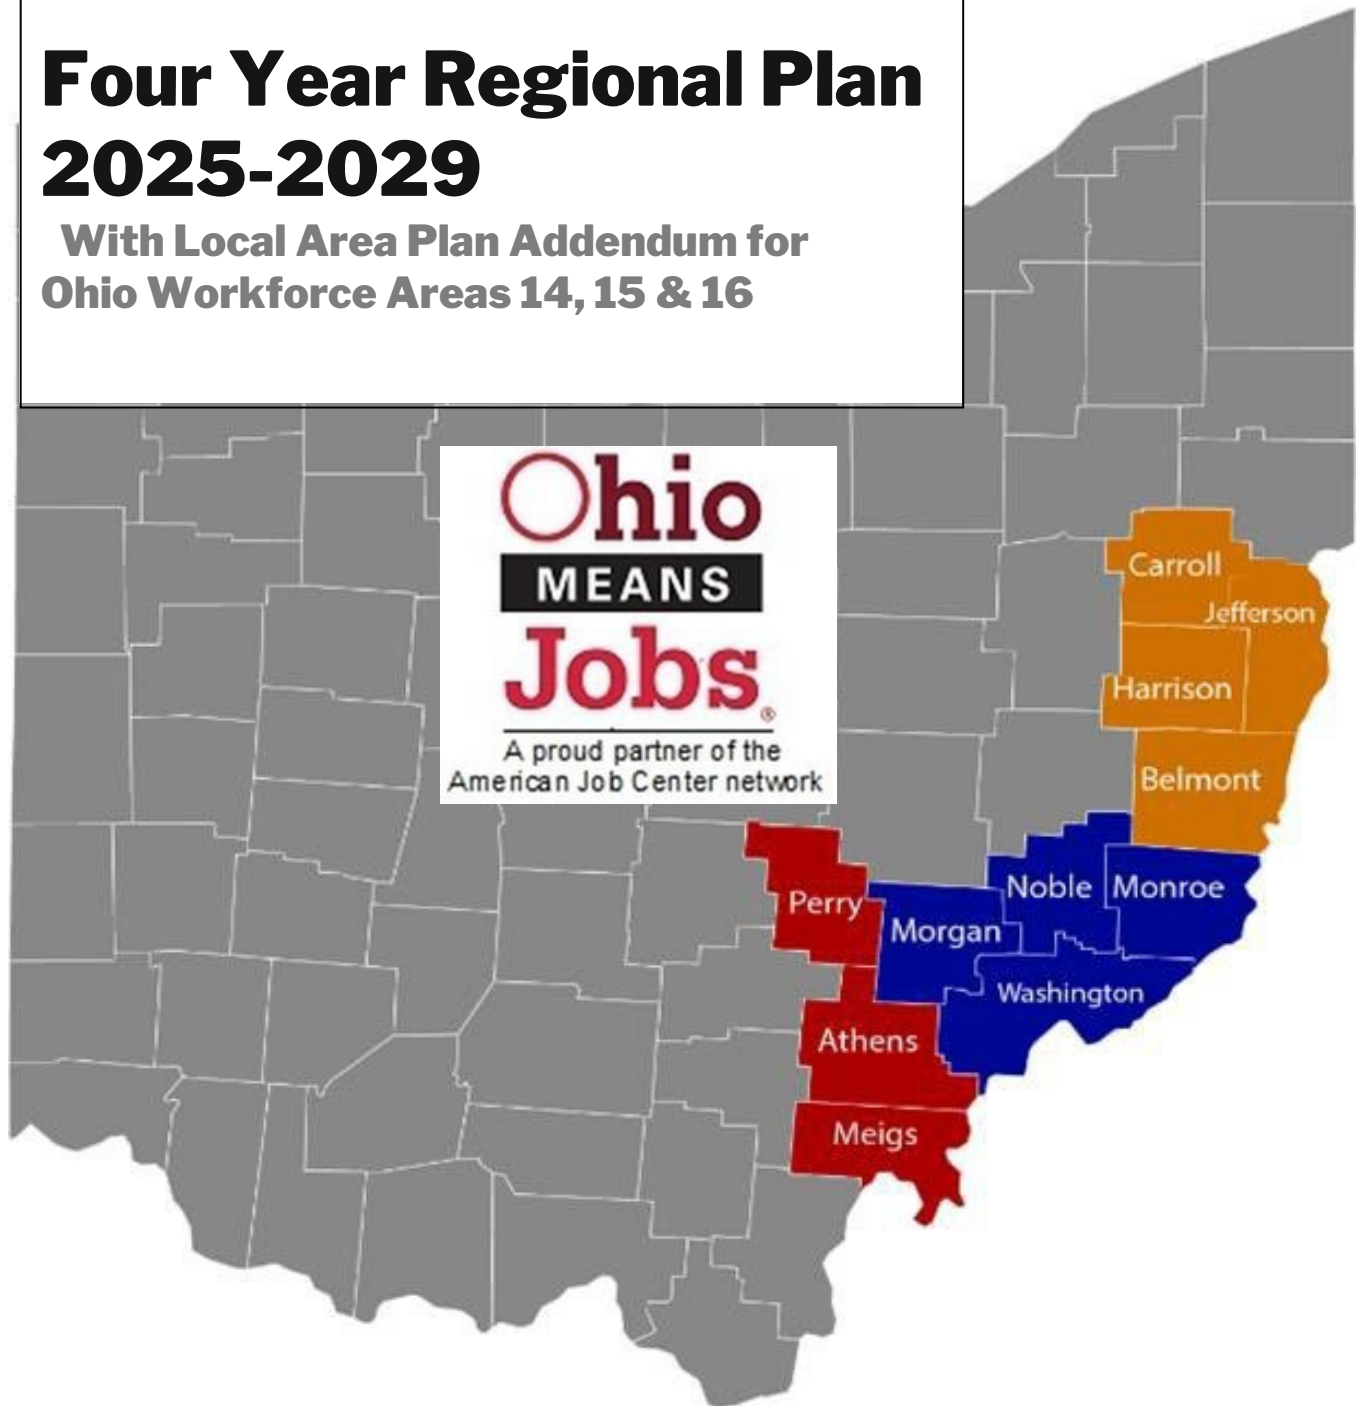 Four Year Regional Plan
2025-2029
With Local Area Plan Addendum for
Ohio Workforce Areas 14, 15 & 16
Ohio
MEANS
Jobs®
A proud partner of the
American Job Center network
Carroll
Jefferson
Harrison
Belmont
Noble
Monroe
Perry
Morgan
Washington
Athens
Meigs